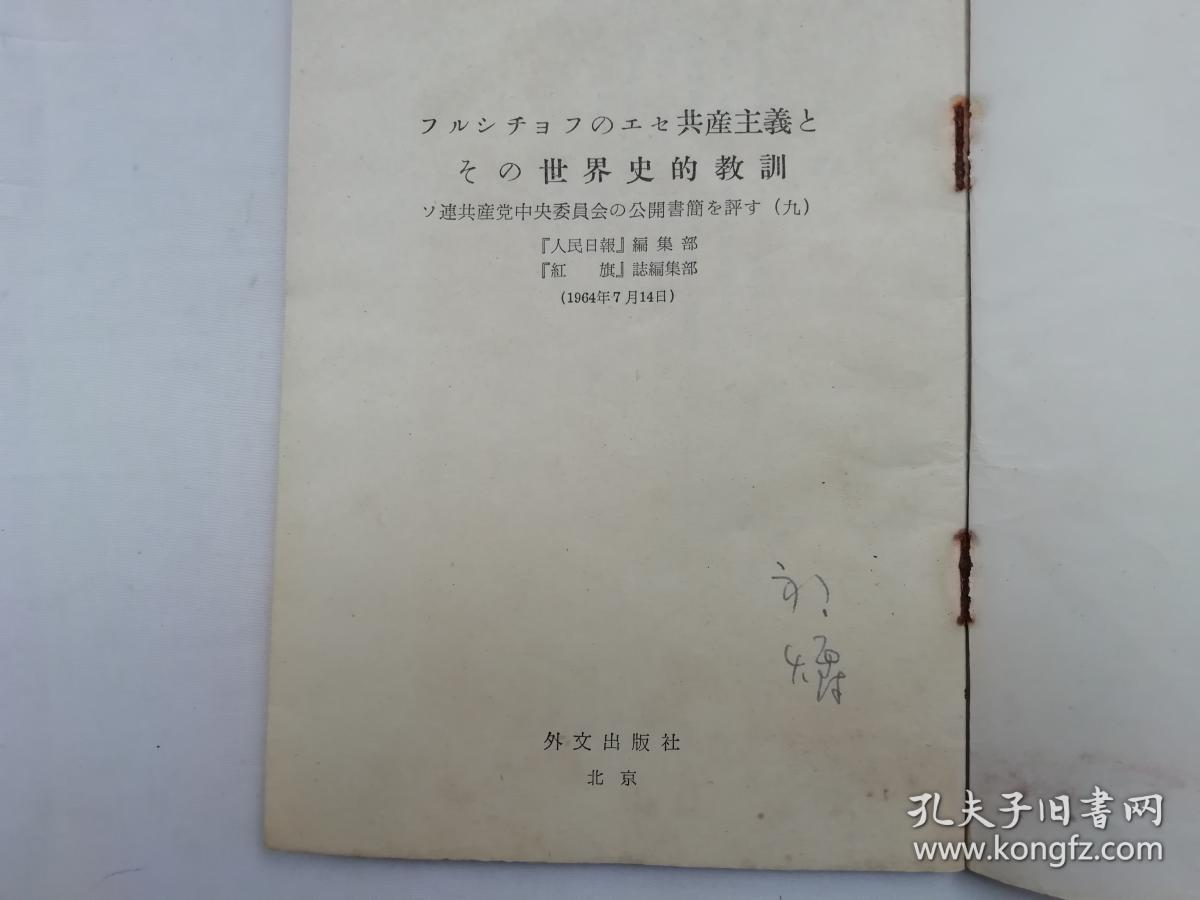 フルシチョフのエセ共産主義と
その世界史的教訓
ソ連共産党中央委員会の公開書簡を評す(九)
『人民日報』編集部
『紅　旗』誌編集部
(1964年7月14日)
外文出版社
北京
孔夫子旧书网
www.kongfz.com